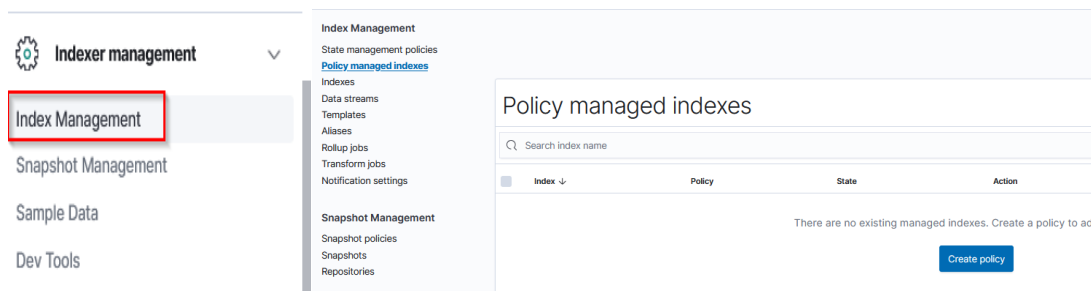 Indexer management
Index Management
Snapshot Management
Sample Data
Dev Tools
Index Management
State management policies
Policy managed indexes
Indexes
Data streams
Templates
Aliases
Rollup jobs
Transform jobs
Notification settings
Snapshot Management
Snapshot policies
Snapshots
Repositories
Policy managed indexes
Search index name
Index Policy State Action
There are no existing managed indexes. Create a policy to ad
Create policy